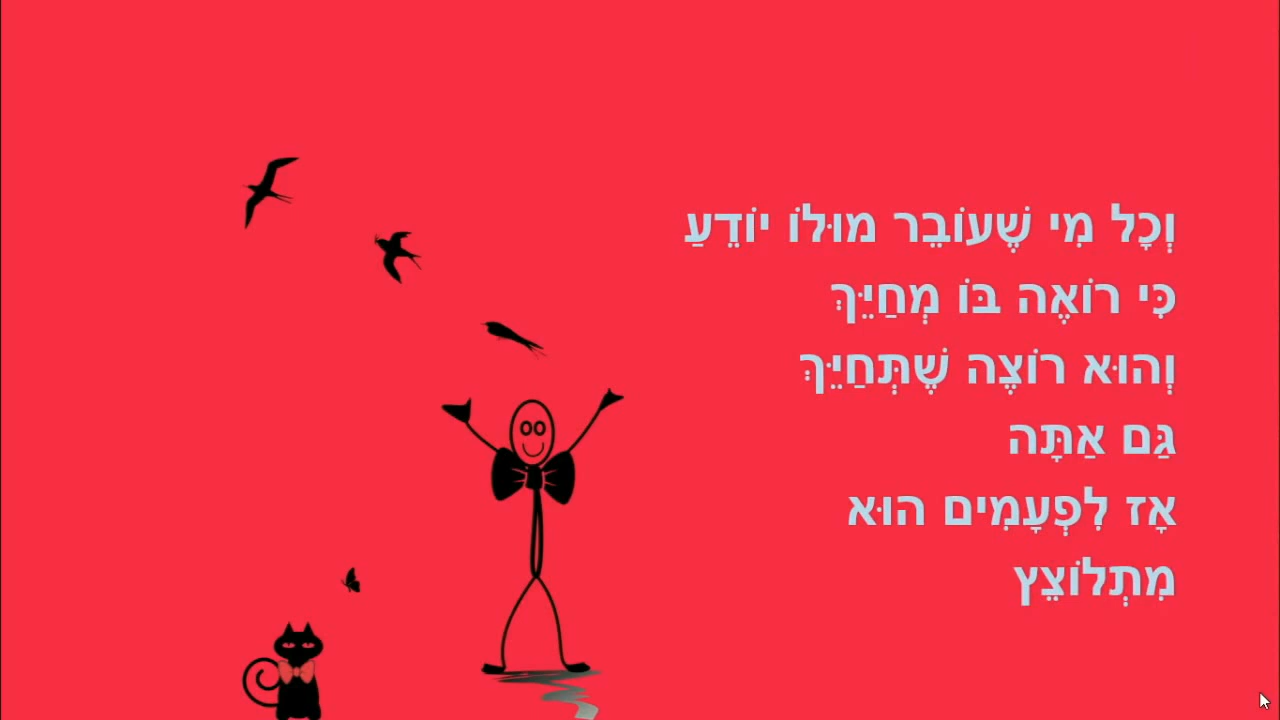 וְכָל מִי שֶׁעוֹבֵר מוּלוֹ יוֹדֵעַ
כִּי רוֹאֶה בּוֹ מְחַיֵּךְ
וְהוּא רוֹצֶה שֶׁתְּחַיֵּךְ
גַּם אַתָּה
אָז לִפְעָמִים הוּא
מִתְלוֹצֵץ